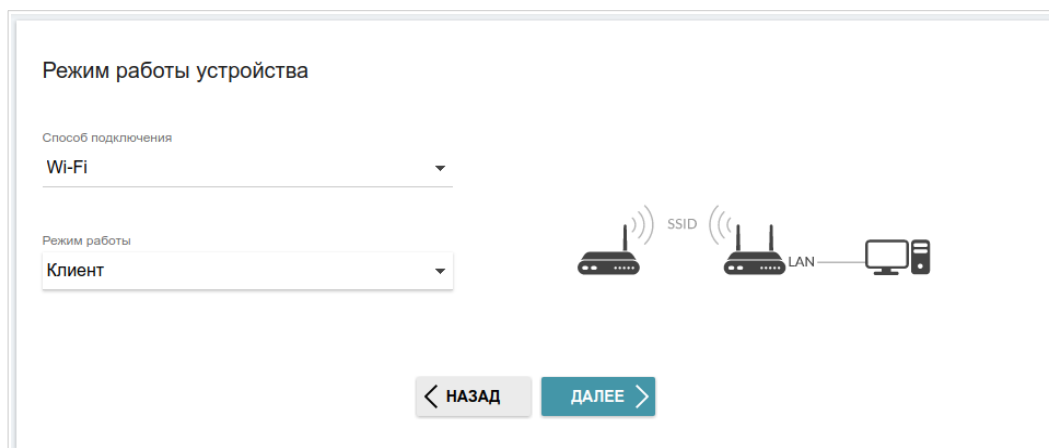 Режим работы устройства
Способ подключения
Wi-Fi
Режим работы
Клиент
SSID
LAN
НАЗАД
ДАЛЕЕ